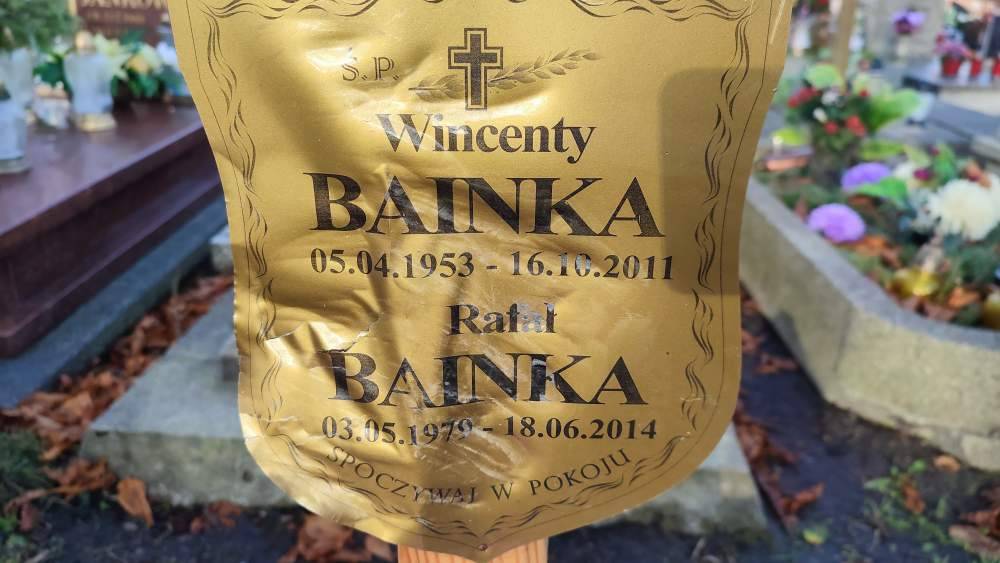 Ś.P.
Wincenty
BAINKA
05.04.1953 - 16.10.2011
Rafał
BAINKA
03.05.1979 - 18.06.2014
SPOCZYWAJ W POKOJU